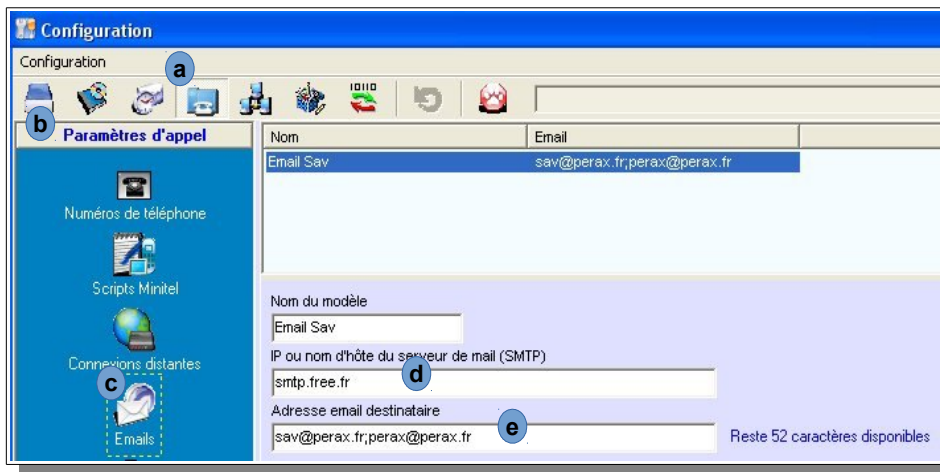 Configuration
Configuration
a
b
Paramètres d'appel
Nom Email
Email Sav sav@perax.fr;perax@perax.fr
Numéros de téléphone
Scripts Minitel
Connexions distantes
c
Emails
Nom du modèle
Email Sav
IP ou nom d'hôte du serveur de mail (SMTP)
smtp.free.fr
d
Adresse email destinataire
sav@perax.fr;perax@perax.fr
e
Reste 52 caractères disponibles